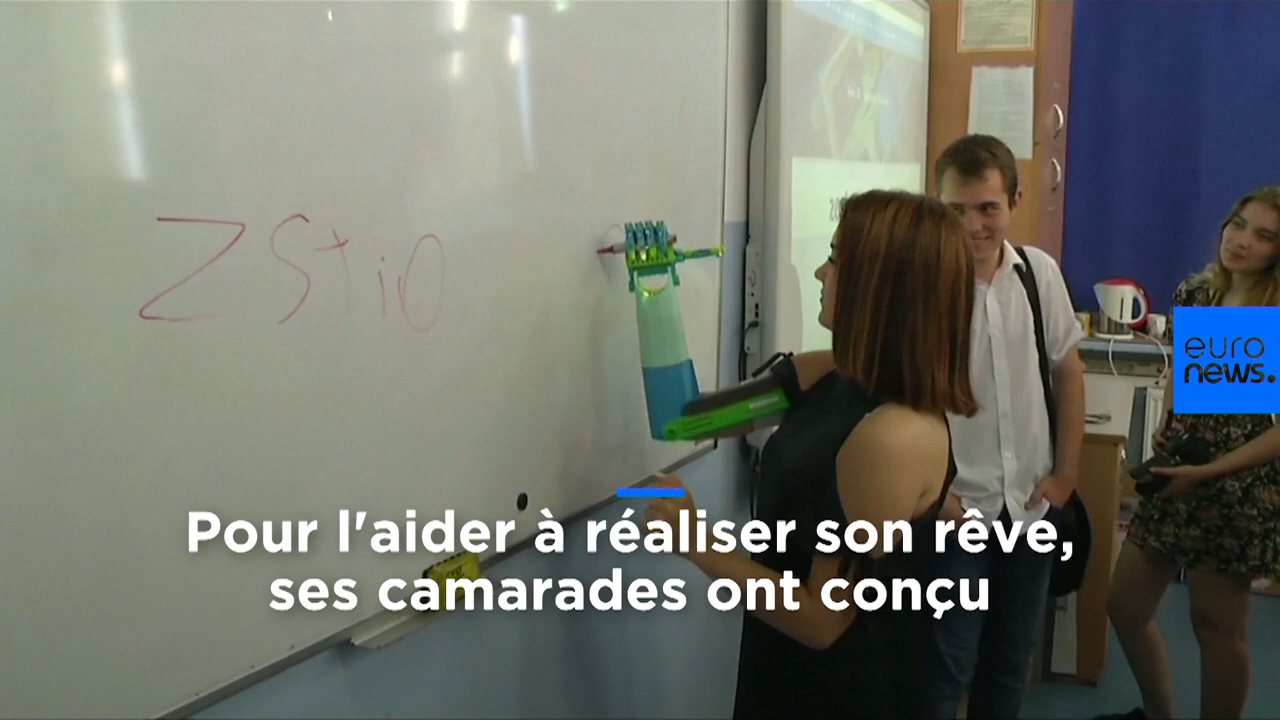 ZStiO
euro
news.
Pour l'aider à réaliser son rêve,
ses camarades ont conçu